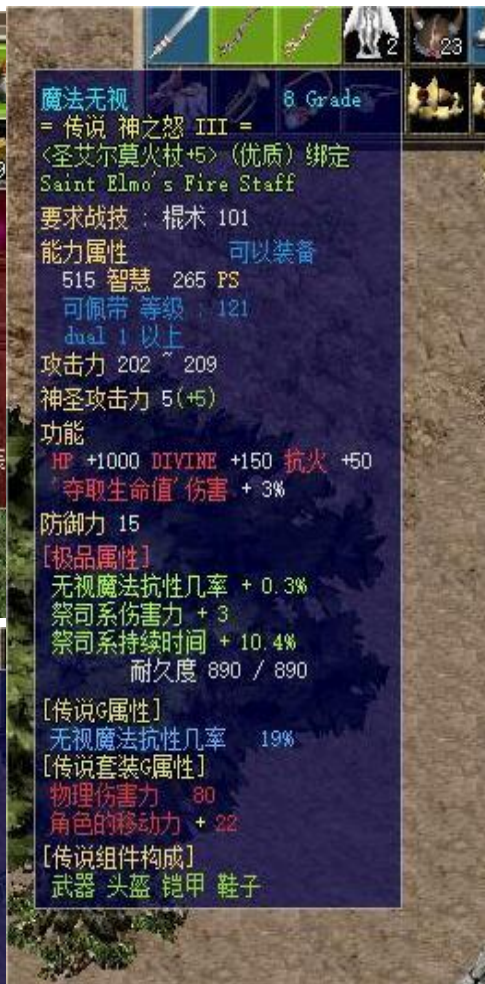 2 23
魔法无视 8 Grade
= 传说 神之怒 III =
<圣艾尔莫火杖+5> (优质) 绑定
Saint Elmo's Fire Staff
要求战技 : 棍术 101
能力属性 可以装备
515 智慧 265 PS
可佩带 等级 : 121
dual 1 以上
攻击力 202 ~ 209
神圣攻击力 5(+5)
功能
HP +1000 DIVINE +150 抗火 +50
'夺取生命值'伤害 + 3%
防御力 15
[极品属性]
无视魔法抗性几率 + 0.3%
祭司系伤害力 + 3
祭司系持续时间 + 10.4%
耐久度 890 / 890
[传说G属性]
无视魔法抗性几率 19%
[传说套装G属性]
物理伤害力 80
角色的移动力 + 22
[传说组件构成]
武器 头盔 铠甲 鞋子